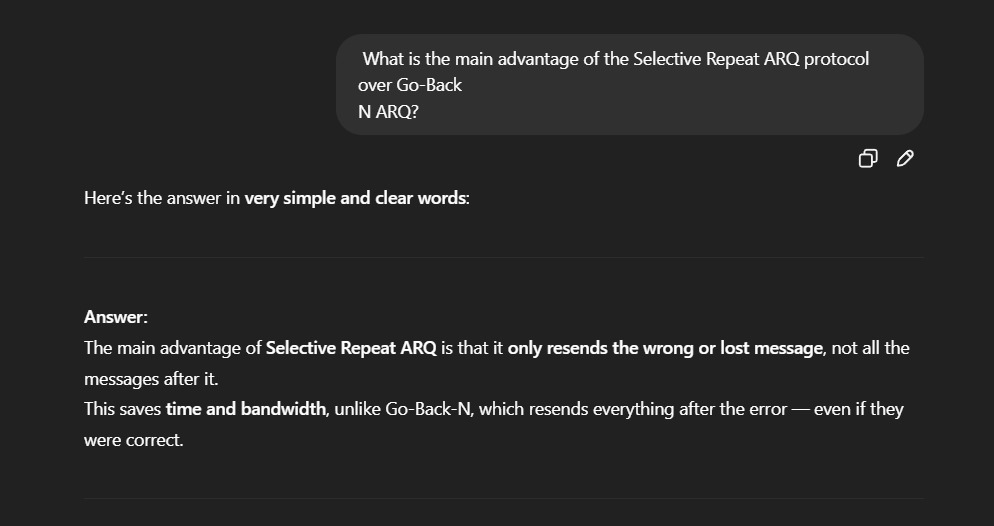 What is the main advantage of the Selective Repeat ARQ protocol
over Go-Back
N ARQ?
Here's the answer in very simple and clear words:
Answer:
The main advantage of Selective Repeat ARQ is that it only resends the wrong or lost message, not all the
messages after it.
This saves time and bandwidth, unlike Go-Back-N, which resends everything after the error — even if they
were correct.